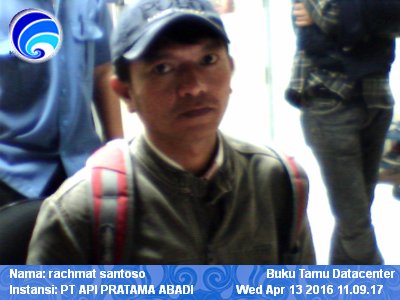 Nama: rachmat santoso
Buku Tamu Datacenter
Instansi: PT API PRATAMA ABADI
Wed Apr 13 2016 11.09.17